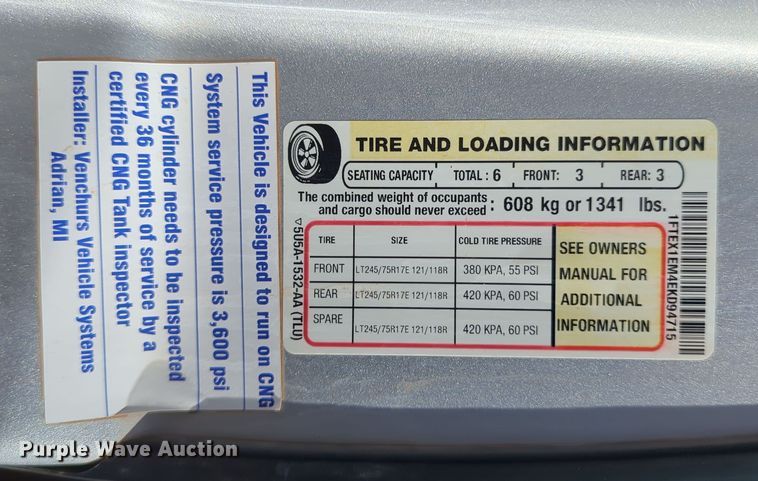 This Vehicle is designed to run on CNG
System service pressure is 3,600 psi
CNG cylinder needs to be inspected
every 36 months of service by a
certified CNG Tank inspector
Installer: Venchurs Vehicle Systems
Adrian, MI
TIRE AND LOADING INFORMATION
SEATING CAPACITY TOTAL : 6 FRONT: 3 REAR: 3
The combined weight of occupants
and cargo should never exceed : 608 kg or 1341 lbs.
TIRE SIZE COLD TIRE PRESSURE
FRONT LT245/75R17E 121/118R 380 KPA, 55 PSI
REAR LT245/75R17E 121/118R 420 KPA, 60 PSI
SPARE LT245/75R17E 121/118R 420 KPA, 60 PSI
SEE OWNERS
MANUAL FOR
ADDITIONAL
INFORMATION
5U5A-1532-AA (TLU)
1FTEX1EM4EK094715
Purple Wave Auction